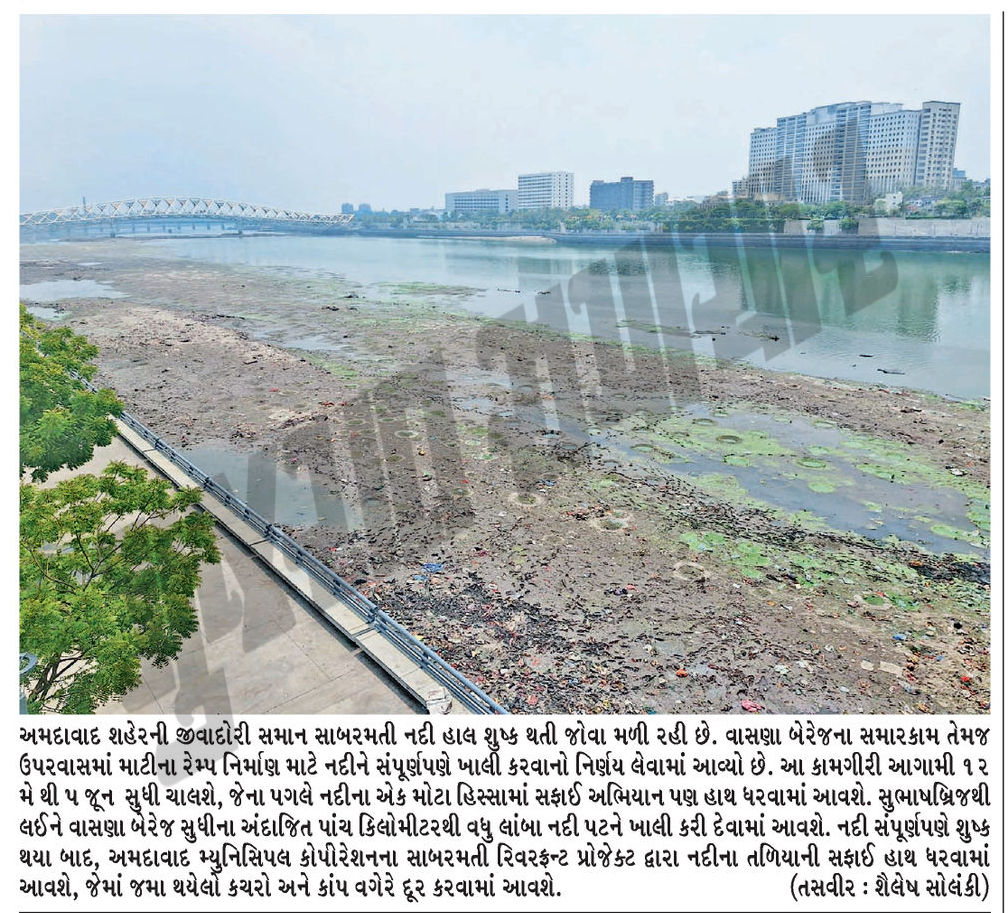 અમદાવાદ શહેરની જીવાદોરી સમાન સાબરમતી નદી હાલ શુષ્ક થતી જોવા મળી રહી છે. વાસણા બેરેજના સમારકામ તેમજ
ઉપરવાસમાં માટીના રેમ્પ નિર્માણ માટે નદીને સંપૂર્ણપણે ખાલી કરવાનો નિર્ણય લેવામાં આવ્યો છે. આ કામગીરી આગામી ૧૨
મે થી ૫ જૂન સુધી ચાલશે, જેના પગલે નદીના એક મોટા હિસ્સામાં સફાઈ અભિયાન પણ હાથ ધરવામાં આવશે. સુભાષબ્રિજથી
લઈને વાસણા બેરેજ સુધીના અંદાજિત પાંચ કિલોમીટરથી વધુ લાંબા નદી પટને ખાલી કરી દેવામાં આવશે. નદી સંપૂર્ણપણે શુષ્ક
થયા બાદ, અમદાવાદ મ્યુનિસિપલ કોપીરેશનના સાબરમતી રિવરફ્રન્ટ પ્રોજેક્ટ દ્વારા નદીના તળિયાની સફાઈ હાથ ધરવામાં
આવશે, જેમાં જમા થયેલો કચરો અને કાંપ વગેરે દૂર કરવામાં આવશે. (તસવીર : શૈલેષ સોલંકી)